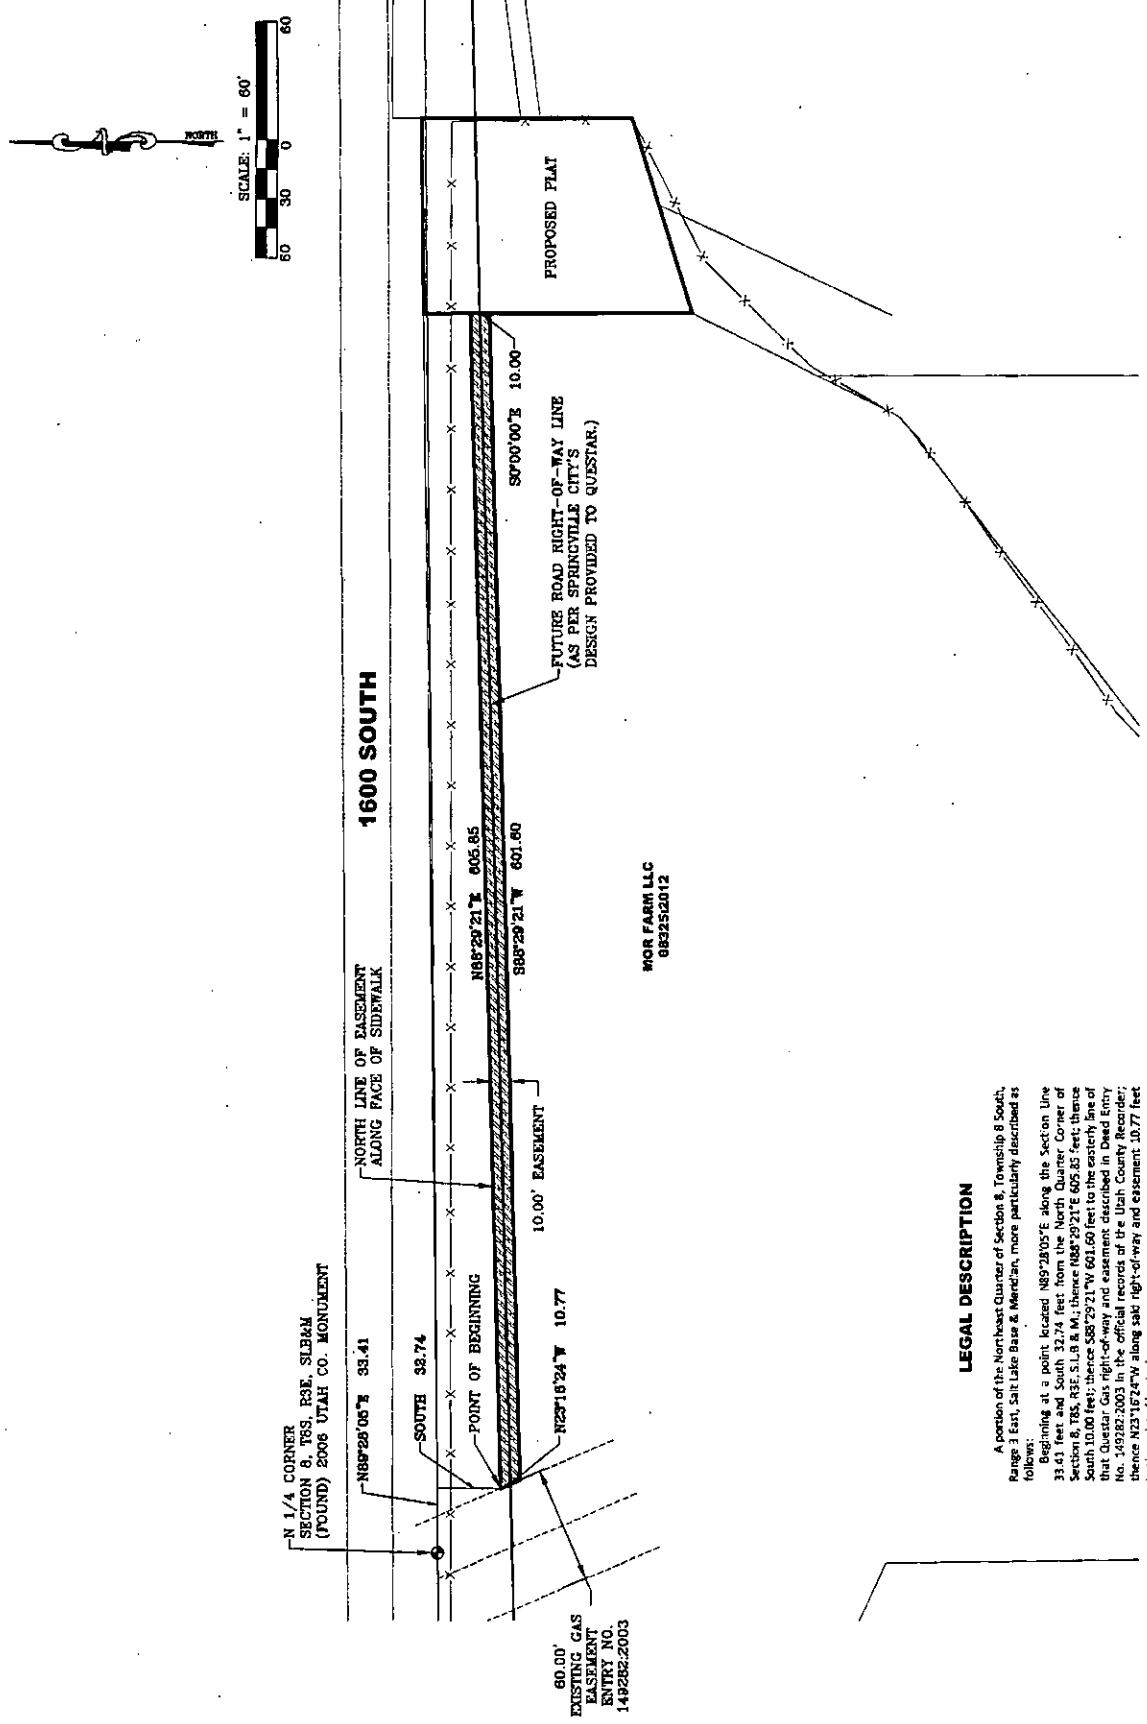 NORTH
SCALE: 1" = 60'
60
30
0
60
1600 SOUTH
N 1/4 CORNER
SECTION 8, T8S, R3E, SLB&M
(FOUND) 2006 UTAH CO. MONUMENT
N89°28'05"E 33.41
SOUTH 32.74
POINT OF BEGINNING
N23°16'24"W 10.77
60.00'
EXISTING GAS
EASEMENT
ENTRY NO.
149282:2003
NORTH LINE OF EASEMENT
ALONG FACE OF SIDEWALK
10.00' EASEMENT
N88°29'21"E 605.85
S88°29'21"W 601.60
FUTURE ROAD RIGHT-OF-WAY LINE
(AS PER SPRINGVILLE CITY'S
DESIGN PROVIDED TO QUESTAR.)
S0°00'00"E 10.00
PROPOSED PLAT
MOR FARM LLC
88325:2012
LEGAL DESCRIPTION
A portion of the Northeast Quarter of Section 8, Township 8 South,
Range 3 East, Salt Lake Base & Meridian, more particularly described as
follows:
Beginning at a point located N89°28'05"E along the Section Line
33.41 feet and South 32.74 feet from the North Quarter Corner of
Section 8, T8S, R3E, S.L.B & M.; thence N88°29'21"E 605.85 feet; thence
South 10.00 feet; thence S88°29'21"W 601.60 feet to the easterly line of
that Questar Gas right-of-way and easement described in Deed Entry
No. 149282:2003 in the official records of the Utah County Recorder;
thence N23°16'24"W along said right-of-way and easement 10.77 feet